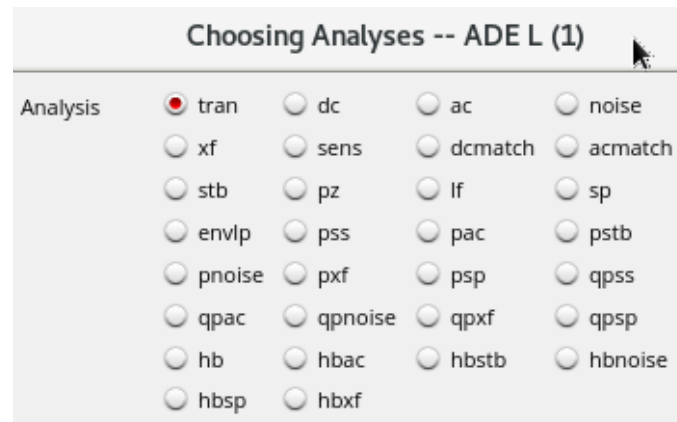 Choosing Analyses -- ADE L (1)
Analysis tran dc ac noise
xf sens dcmatch acmatch
stb pz lf sp
envlp pss pac pstb
pnoise pxf psp qpss
qpac qpnoise qpxf qpsp
hb hbac hbstb hbnoise
hbsp hbxf